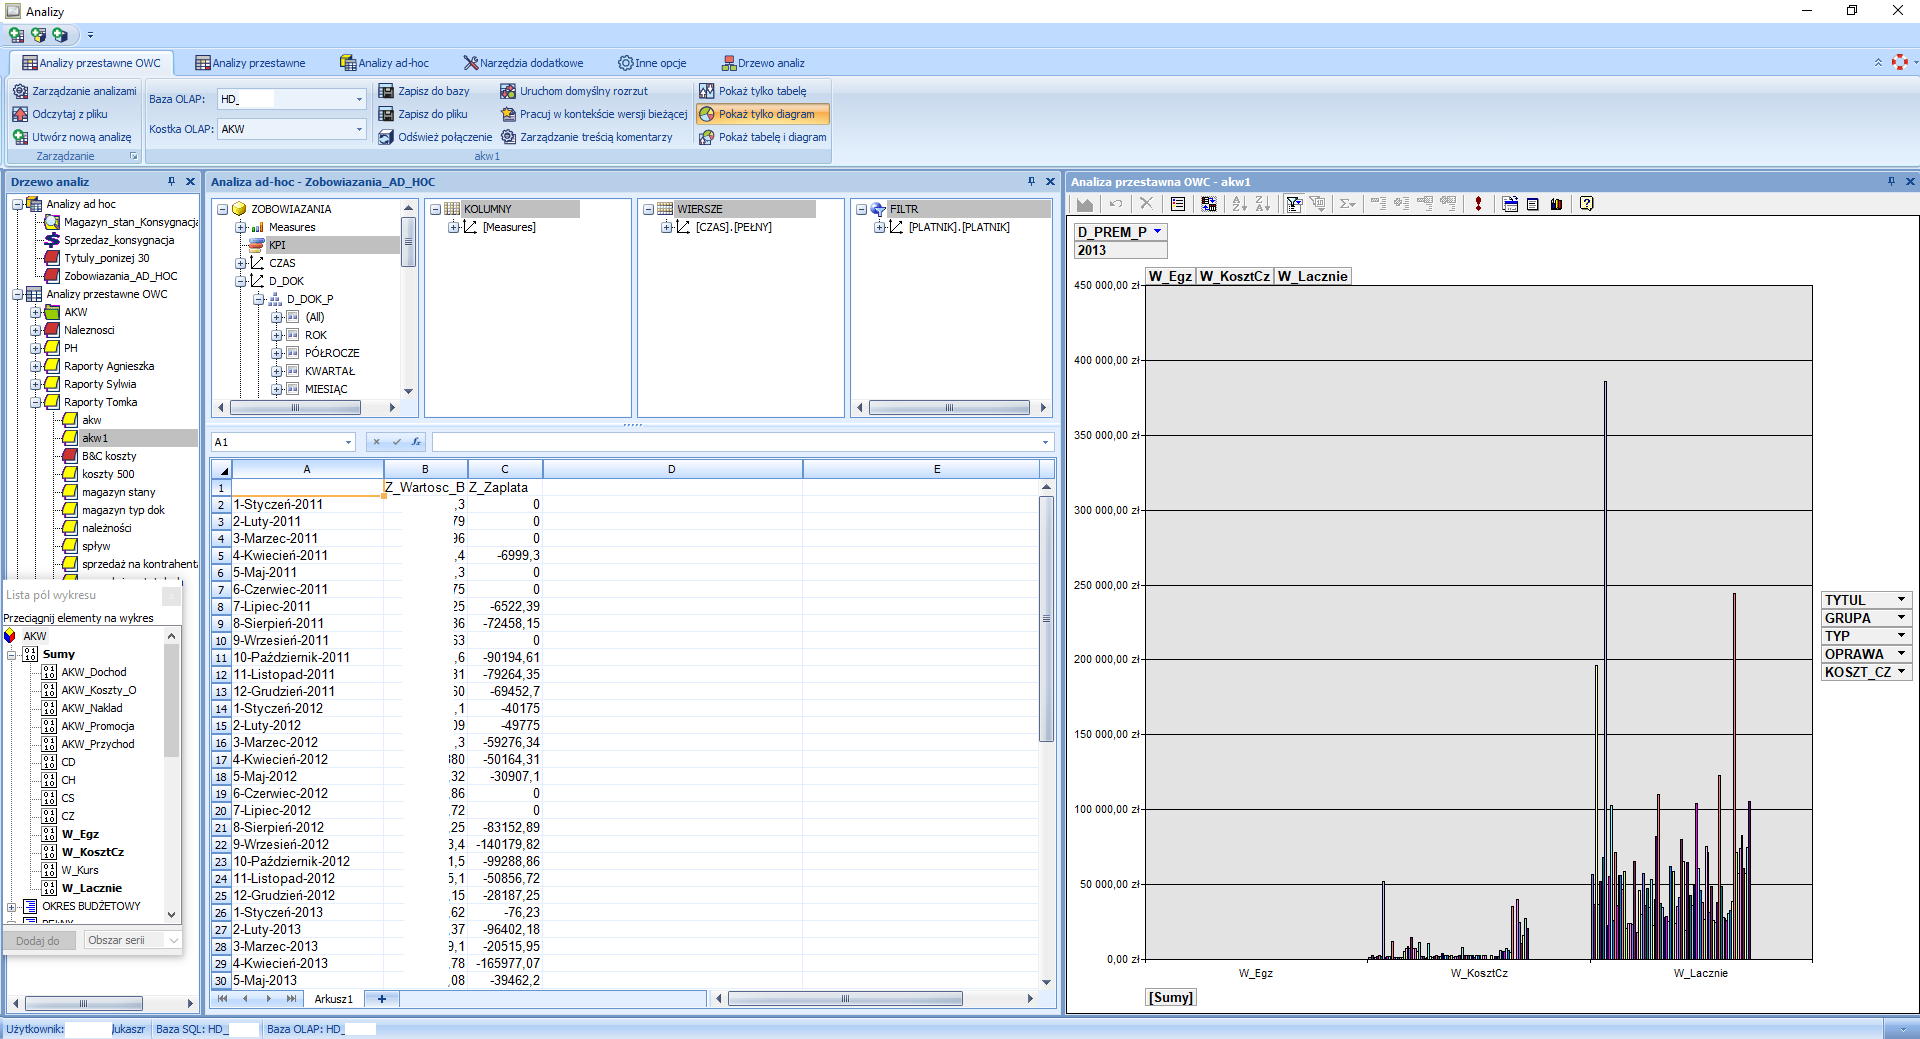 Analizy
Analizy przestawne OWC
Analizy przestawne
Analizy ad-hoc
Narzędzia dodatkowe
Inne opcje
Drzewo analiz
Zarządzanie analizami
Odczytaj z pliku
Utwórz nową analizę
Zarządzanie
Baza OLAP: HD_
Kostka OLAP: AKW
Zapisz do bazy
Zapisz do pliku
Odśwież połączenie
Uruchom domyślny rozrzut
Pracuj w kontekście wersji bieżącej
Zarządzanie treścią komentarzy
akw1
Pokaż tylko tabelę
Pokaż tylko diagram
Pokaż tabelę i diagram
Drzewo analiz
Analizy ad hoc
Magazyn_stan_Konsygnacja
Sprzedaz_konsygnacja
Tytuly_ponizej 30
Zobowiazania_AD_HOC
Analizy przestawne OWC
AKW
Naleznosci
PH
Raporty Agnieszka
Raporty Sylwia
Raporty Tomka
akw
akw1
B&C koszty
koszty 500
magazyn stany
magazyn typ dok
należności
spływ
sprzedaż na kontrahenta
Lista pól wykresu
Przeciągnij elementy na wykres
AKW
Sumy
AKW_Dochod
AKW_Koszty_O
AKW_Naklad
AKW_Promocja
AKW_Przychod
CD
CH
CS
CZ
W_Egz
W_KosztCz
W_Kurs
W_Lacznie
OKRES BUDŻETOWY
PEŁNY
Dodaj do
Obszar serii
Analiza ad-hoc - Zobowiazania_AD_HOC
ZOBOWIAZANIA
Measures
KPI
CZAS
D_DOK
D_DOK_P
(All)
ROK
PÓŁROCZE
KWARTAŁ
MIESIĄC
KOLUMNY
[Measures]
WIERSZE
[CZAS].[PEŁNY]
FILTR
[PLATNIK].[PLATNIK]
A1
A B C D E
1 Z_Wartosc_B Z_Zaplata
2 1-Styczeń-2011 ,3 0
3 2-Luty-2011 79 0
4 3-Marzec-2011 96 0
5 4-Kwiecień-2011 ,4 -6999,3
6 5-Maj-2011 ,3 0
7 6-Czerwiec-2011 75 0
8 7-Lipiec-2011 25 -6522,39
9 8-Sierpień-2011 36 -72458,15
10 9-Wrzesień-2011 53 0
11 10-Październik-2011 ,6 -90194,61
12 11-Listopad-2011 31 -79264,35
13 12-Grudzień-2011 60 -69452,7
14 1-Styczeń-2012 ,1 -40175
15 2-Luty-2012 09 -49775
16 3-Marzec-2012 ,3 -59276,34
17 4-Kwiecień-2012 380 -50164,31
18 5-Maj-2012 ,32 -30907,1
19 6-Czerwiec-2012 ,86 0
20 7-Lipiec-2012 ,72 0
21 8-Sierpień-2012 ,25 -83152,89
22 9-Wrzesień-2012 3,4 -140179,82
23 10-Październik-2012 1,5 -99288,86
24 11-Listopad-2012 5,1 -50856,72
25 12-Grudzień-2012 ,15 -28187,25
26 1-Styczeń-2013 ,62 -76,23
27 2-Luty-2013 ,37 -96402,18
28 3-Marzec-2013 9,1 -20515,95
29 4-Kwiecień-2013 ,78 -165977,07
30 5-Maj-2013 ,08 -39462,2
Arkusz1
Analiza przestawna OWC - akw1
D_PREM_P
2013
W_Egz W_KosztCz W_Lacznie
450 000,00 zł
400 000,00 zł
350 000,00 zł
300 000,00 zł
250 000,00 zł
200 000,00 zł
150 000,00 zł
100 000,00 zł
50 000,00 zł
0,00 zł
W_Egz W_KosztCz W_Lacznie
[Sumy]
TYTUL
GRUPA
TYP
OPRAWA
KOSZT_CZ
Użytkownik: lukaszr Baza SQL: HD_ Baza OLAP: HD_